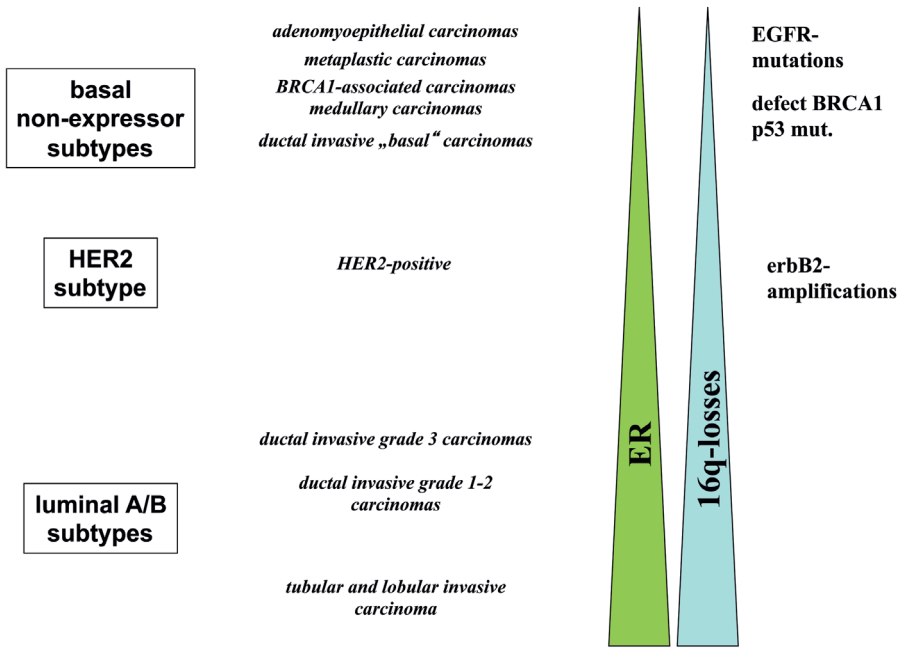 basal
non-expressor
subtypes
HER2
subtype
luminal A/B
subtypes
adenomyoepithelial carcinomas
metaplastic carcinomas
BRCA1-associated carcinomas
medullary carcinomas
ductal invasive „basal“ carcinomas
HER2-positive
ductal invasive grade 3 carcinomas
ductal invasive grade 1-2
carcinomas
tubular and lobular invasive
carcinoma
ER
16q-losses
EGFR-
mutations
defect BRCA1
p53 mut.
erbB2-
amplifications